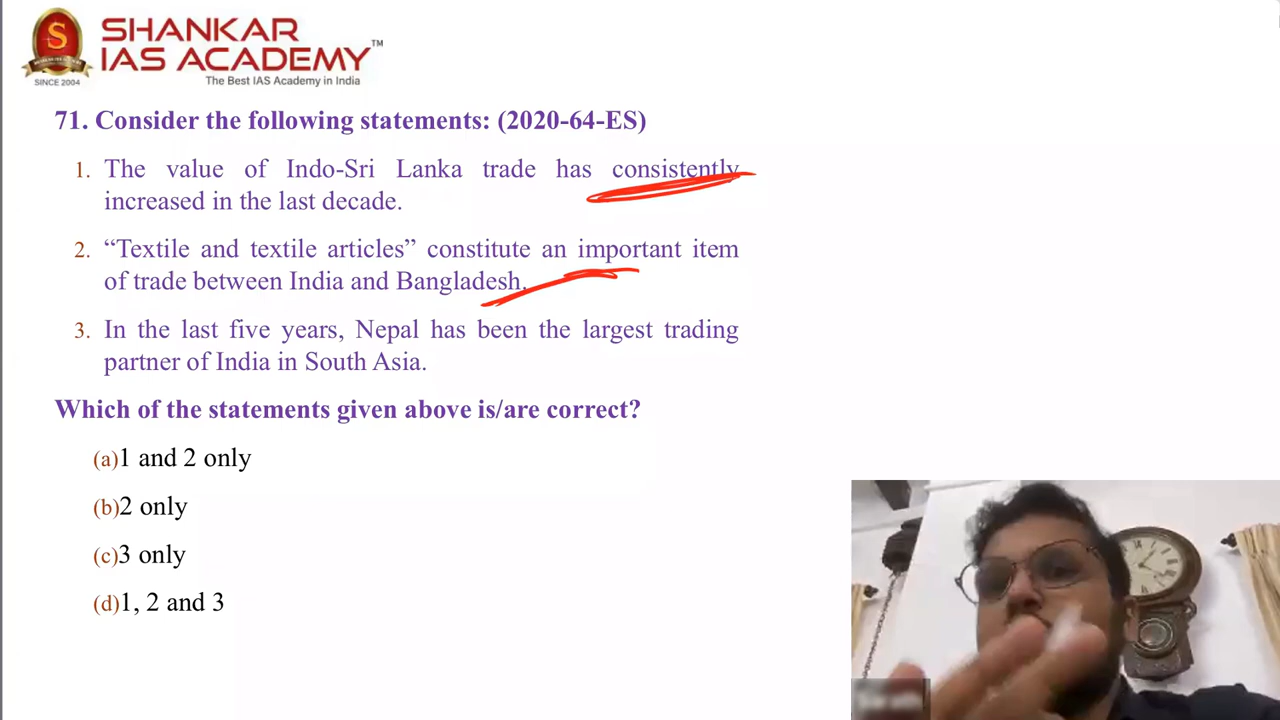 SHANKAR
IAS ACADEMY™
The Best IAS Academy in India
SINCE 2004
71. Consider the following statements: (2020-64-ES)
1. The value of Indo-Sri Lanka trade has consistently
increased in the last decade.
2. “Textile and textile articles” constitute an important item
of trade between India and Bangladesh.
3. In the last five years, Nepal has been the largest trading
partner of India in South Asia.
Which of the statements given above is/are correct?
(a)1 and 2 only
(b)2 only
(c)3 only
(d)1, 2 and 3